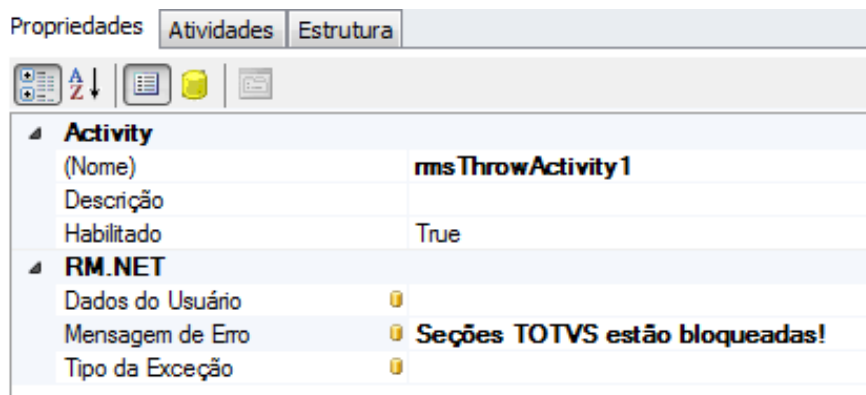 Propriedades Atividades Estrutura
Activity
(Nome) rmsThrowActivity1
Descrição
Habilitado True
RM.NET
Dados do Usuário
Mensagem de Erro Seções TOTVS estão bloqueadas!
Tipo da Exceção